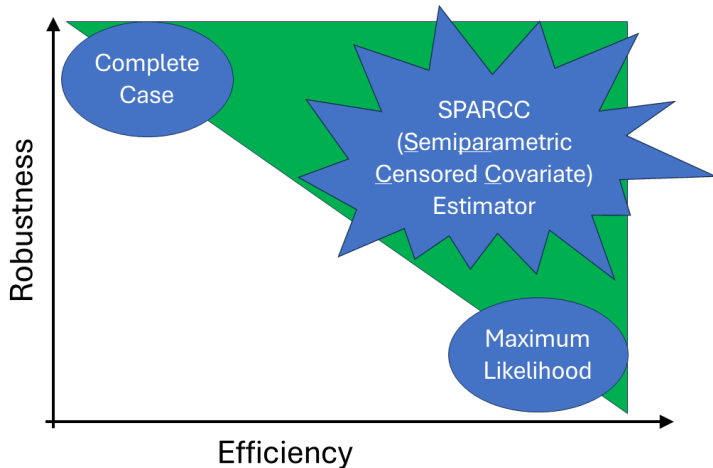 Complete
Case
SPARCC
(Semiparametric
Censored Covariate)
Estimator
Maximum
Likelihood
Robustness
Efficiency